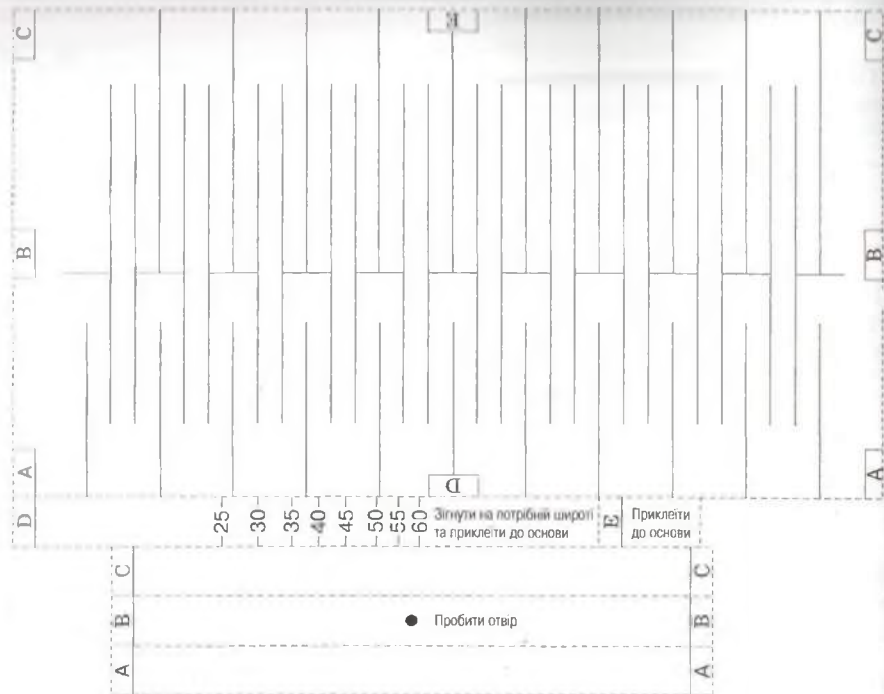 C
E
C
B
B
A
D
A
D
25
30
35
40
45
50
55
60
Зігнути на потрібній широті
та приклеїти до основи
E
Приклеїти
до основи
C
C
B
Пробити отвір
B
A
A